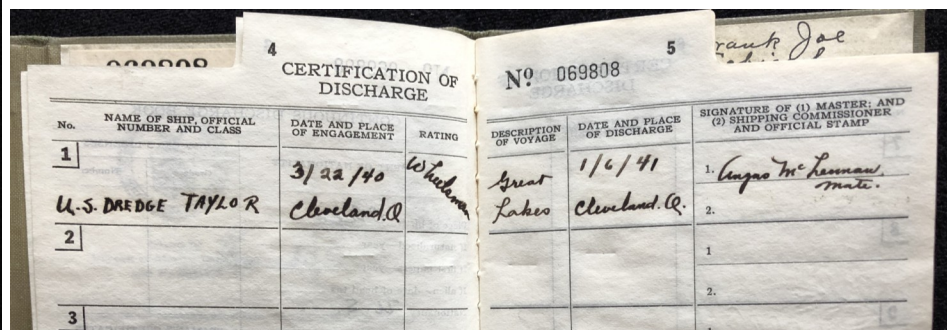 069808
4
CERTIFICATION OF
DISCHARGE
No.
NAME OF SHIP, OFFICIAL
NUMBER AND CLASS
DATE AND PLACE
OF ENGAGEMENT
RATING
1
3/22/40
Wheelsman
U.S. DREDGE TAYLOR
Cleveland. O
2
3
5
Nº 069808
DESCRIPTION
OF VOYAGE
DATE AND PLACE
OF DISCHARGE
SIGNATURE OF (1) MASTER; AND
(2) SHIPPING COMMISSIONER
AND OFFICIAL STAMP
Great
Lakes
1/6/41
Cleveland. O.
1. Angus McLennan
mate.
2.
1
2.
Frank Joe